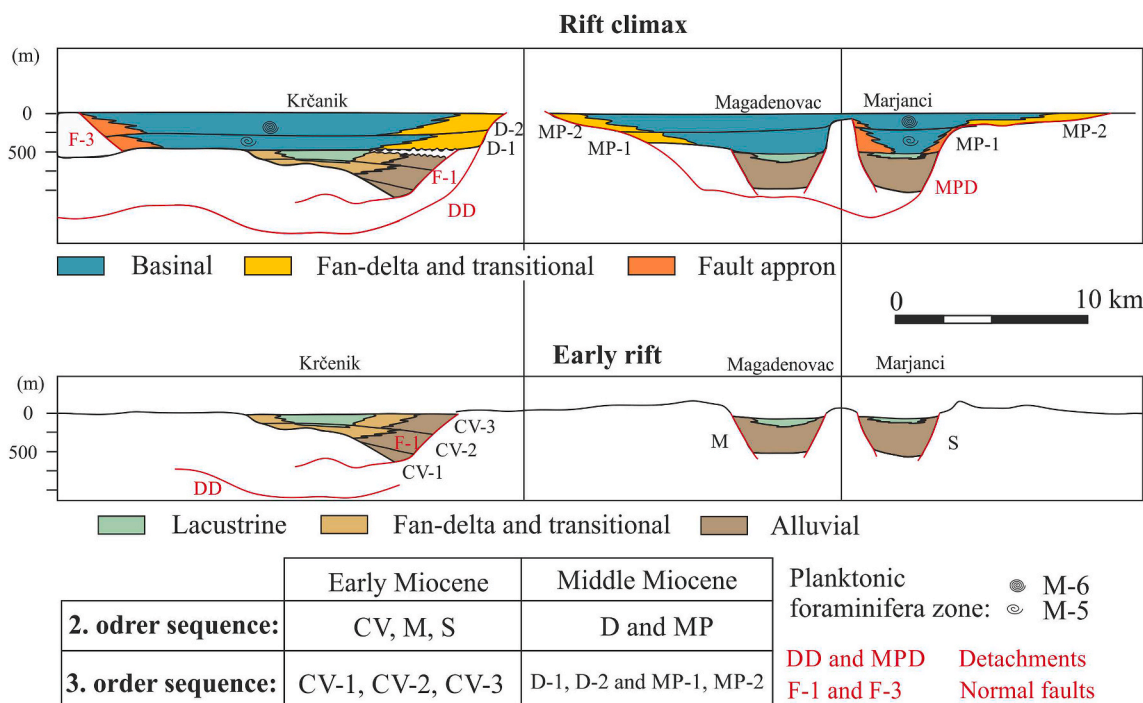 Rift climax
(m)
Krčanik
Magadenovac
Marjanci
0
500
F-3
D-2
D-1
F-1
DD
MP-2
MP-1
MP-1
MP-2
MPD
Basinal
Fan-delta and transitional
Fault appron
0
10 km
Early rift
(m)
Krčenik
Magadenovac
Marjanci
0
500
F-1
CV-3
CV-2
CV-1
DD
M
S
Lacustrine
Fan-delta and transitional
Alluvial
Early Miocene
Middle Miocene
2. odrer sequence:
CV, M, S
D and MP
3. order sequence:
CV-1, CV-2, CV-3
D-1, D-2 and MP-1, MP-2
Planktonic
foraminifera zone:
M-6
M-5
DD and MPD
Detachments
F-1 and F-3
Normal faults